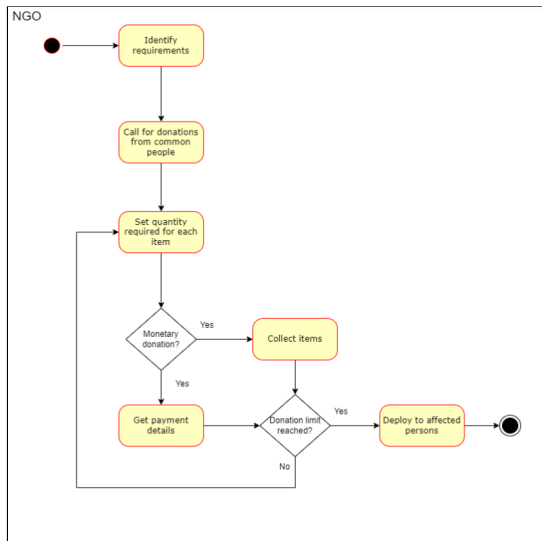 NGO
Identify
requirements
Call for donations
from common
people
Set quantity
required for each
item
Monetary
donation?
Yes
Collect items
Yes
Get payment
details
Donation limit
reached?
Yes
Deploy to affected
persons
No